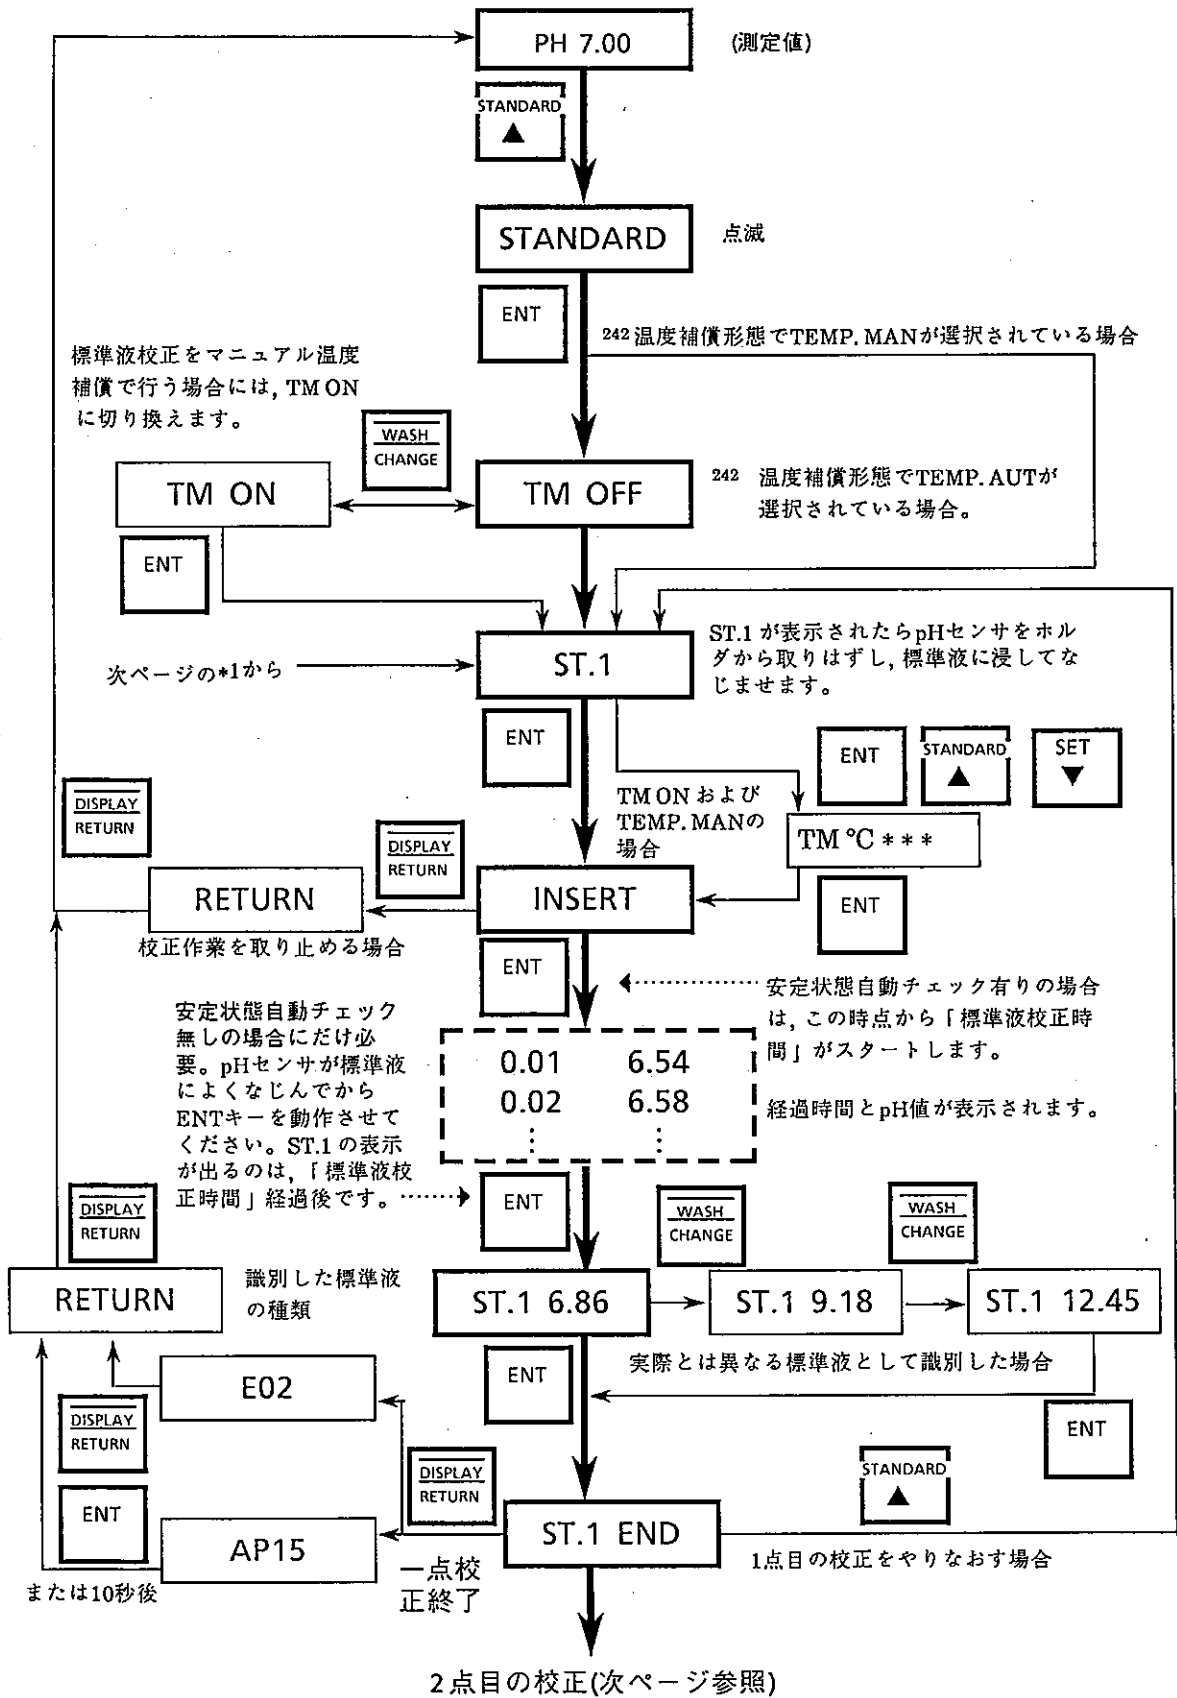 PH 7.00
(測定値)
STANDARD
▲
STANDARD
点滅
ENT
242 温度補償形態でTEMP. MANが選択されている場合
標準液校正をマニュアル温度
補償で行う場合には, TM ON
に切り換えます。
WASH
CHANGE
TM ON
TM OFF
242 温度補償形態でTEMP. AUTが
選択されている場合。
ENT
ST.1 が表示されたらpHセンサをホル
ダから取りはずし, 標準液に浸してな
じませます。
次ページの*1から
ST.1
ENT
ENT
STANDARD
▲
SET
▼
TM ON および
TEMP. MANの
場合
TM ℃ * * *
DISPLAY
RETURN
DISPLAY
RETURN
ENT
RETURN
INSERT
校正作業を取り止める場合
ENT
安定状態自動チェック有りの場合
は, この時点から「標準液校正時
間」がスタートします。
安定状態自動チェック
無しの場合にだけ必
要。pHセンサが標準液
によくなじんでから
ENTキーを動作させて
ください。ST.1 の表示
が出るのは, 「標準液校
正時間」経過後です。
0.01 6.54
0.02 6.58
⋮ ⋮
経過時間とpH値が表示されます。
DISPLAY
RETURN
ENT
WASH
CHANGE
WASH
CHANGE
RETURN
識別した標準液
の種類
ST.1 6.86
ST.1 9.18
ST.1 12.45
実際とは異なる標準液として識別した場合
ENT
E02
DISPLAY
RETURN
ENT
DISPLAY
RETURN
STANDARD
▲
ENT
AP15
ST.1 END
または10秒後
一点校
正終了
1点目の校正をやりなおす場合
2点目の校正(次ページ参照)